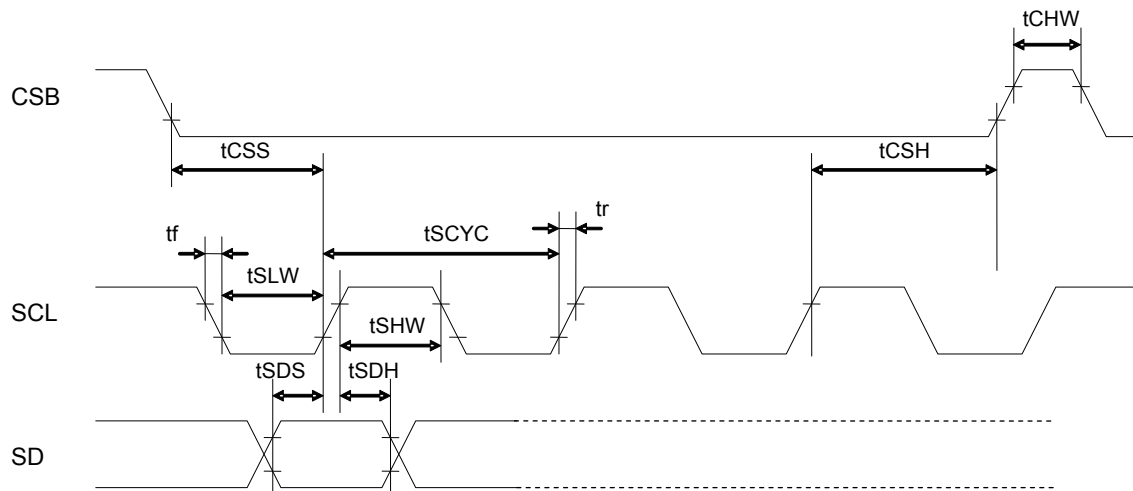 tCHW
CSB
tCSS
tCSH
tr
tf
tSCYC
tSLW
SCL
tSHW
tSDS
tSDH
SD